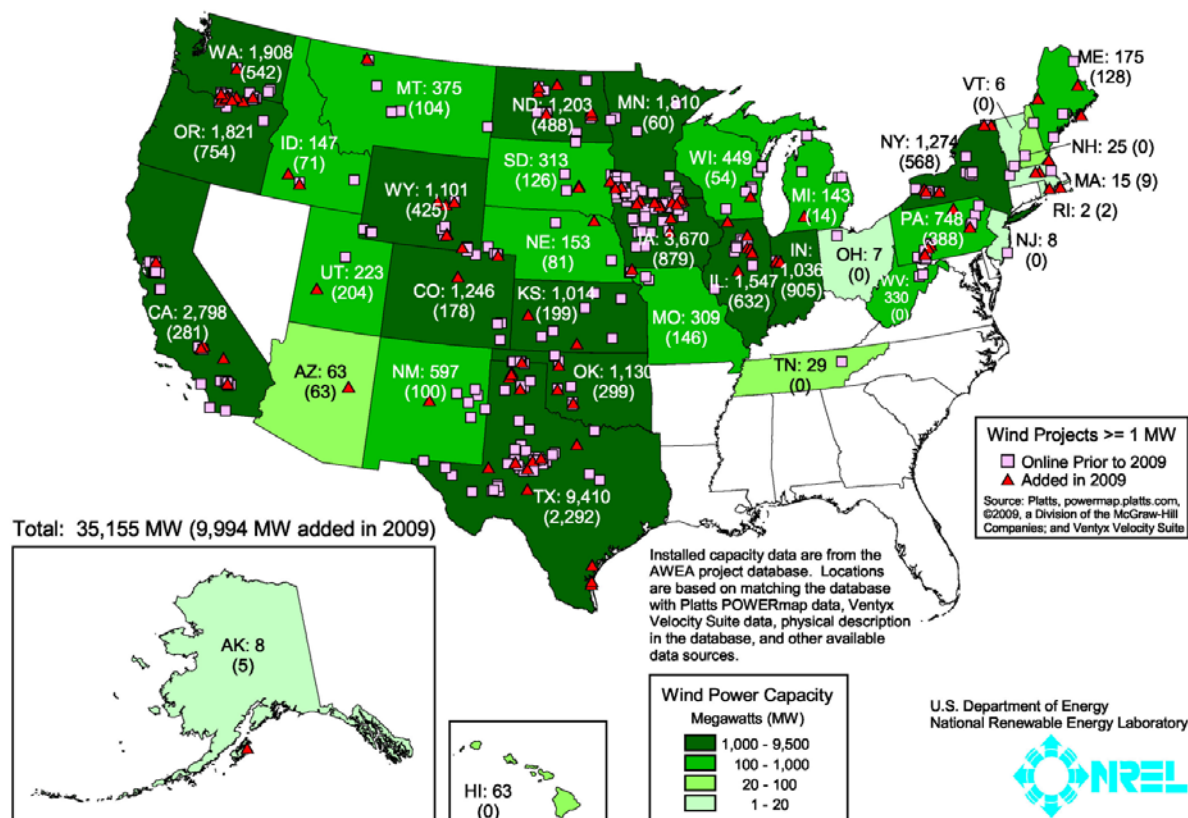 WA: 1,908
(542)
MT: 375
(104)
ND: 1,203
(488)
MN: 1,810
(60)
VT: 6
(0)
ME: 175
(128)
OR: 1,821
(754)
ID: 147
(71)
SD: 313
(126)
WI: 449
(54)
NY: 1,274
(568)
NH: 25 (0)
WY: 1,101
(425)
MI: 143
(14)
MA: 15 (9)
RI: 2 (2)
NE: 153
(81)
IA: 3,670
(879)
PA: 748
(388)
NJ: 8
(0)
UT: 223
(204)
CO: 1,246
(178)
KS: 1,014
(199)
IL: 1,547
(632)
IN:
1,036
(905)
OH: 7
(0)
WV:
330
(0)
CA: 2,798
(281)
MO: 309
(146)
AZ: 63
(63)
NM: 597
(100)
OK: 1,130
(299)
TN: 29
(0)
TX: 9,410
(2,292)
Wind Projects >= 1 MW
Online Prior to 2009
Added in 2009
Source: Platts, powermap.platts.com,
©2009, a Division of the McGraw-Hill
Companies; and Ventyx Velocity Suite
Total: 35,155 MW (9,994 MW added in 2009)
AK: 8
(5)
HI: 63
(0)
Installed capacity data are from the
AWEA project database. Locations
are based on matching the database
with Platts POWERmap data, Ventyx
Velocity Suite data, physical description
in the database, and other available
data sources.
Wind Power Capacity
Megawatts (MW)
1,000 - 9,500
100 - 1,000
20 - 100
1 - 20
U.S. Department of Energy
National Renewable Energy Laboratory
NREL